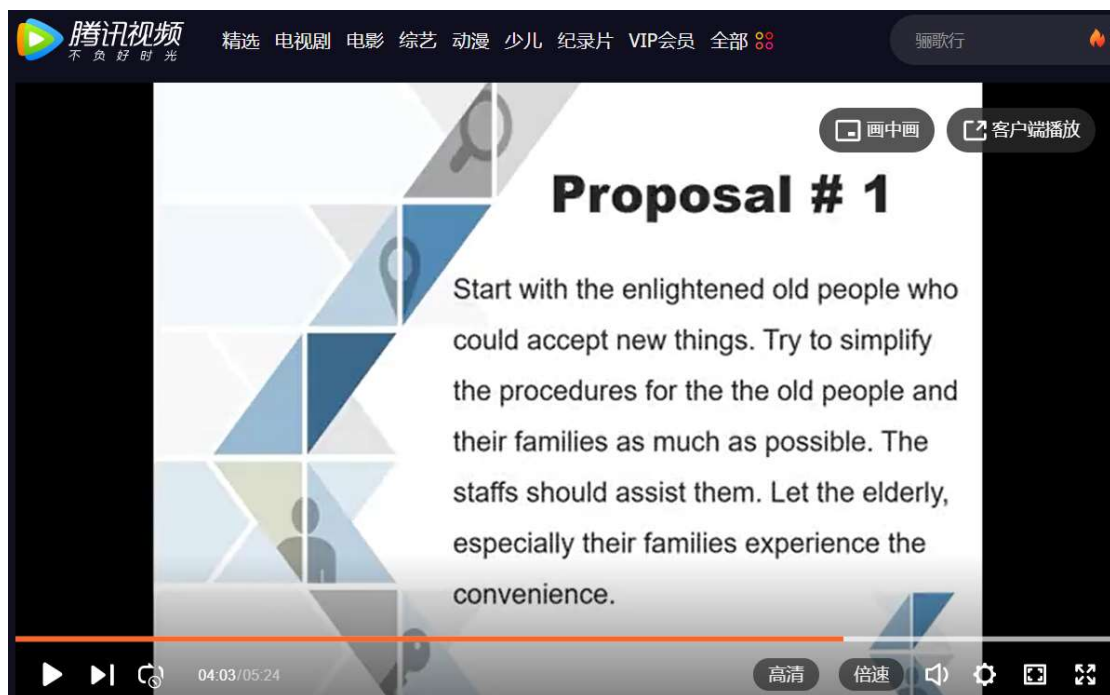 腾讯视频
不负好时光
精选 电视剧 电影 综艺 动漫 少儿 纪录片 VIP会员 全部
骊歌行
画中画 客户端播放
Proposal # 1
Start with the enlightened old people who
could accept new things. Try to simplify
the procedures for the the old people and
their families as much as possible. The
staffs should assist them. Let the elderly,
especially their families experience the
convenience.
04:03/05:24 高清 倍速